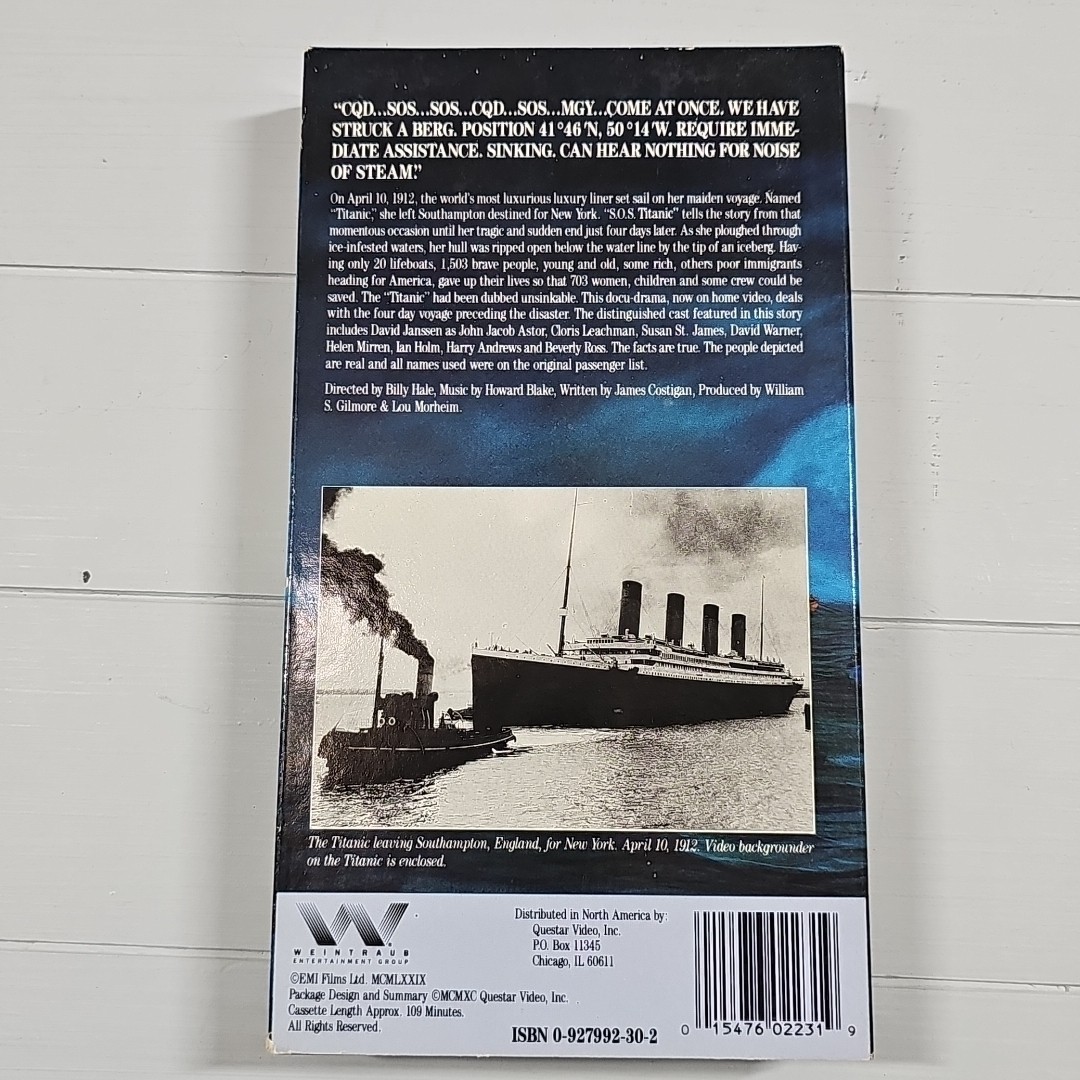 "CQD...SOS...SOS...CQD...SOS...MGY...COME AT ONCE. WE HAVE
STRUCK A BERG. POSITION 41°46'N, 50°14'W. REQUIRE IMME-
DIATE ASSISTANCE. SINKING. CAN HEAR NOTHING FOR NOISE
OF STEAM."
On April 10, 1912, the world's most luxurious luxury liner set sail on her maiden voyage. Named
"Titanic," she left Southampton destined for New York. "S.O.S. Titanic" tells the story from that
momentous occasion until her tragic and sudden end just four days later. As she ploughed through
ice-infested waters, her hull was ripped open below the water line by the tip of an iceberg. Hav-
ing only 20 lifeboats, 1,503 brave people, young and old, some rich, others poor immigrants
heading for America, gave up their lives so that 703 women, children and some crew could be
saved. The "Titanic" had been dubbed unsinkable. This docu-drama, now on home video, deals
with the four day voyage preceding the disaster. The distinguished cast featured in this story
includes David Janssen as John Jacob Astor, Cloris Leachman, Susan St. James, David Warner,
Helen Mirren, Ian Holm, Harry Andrews and Beverly Ross. The facts are true. The people depicted
are real and all names used were on the original passenger list.
Directed by Billy Hale, Music by Howard Blake, Written by James Costigan, Produced by William
S. Gilmore & Lou Morheim.
The Titanic leaving Southampton, England, for New York. April 10, 1912. Video backgrounder
on the Titanic is enclosed.
W
WEINTRAUB
ENTERTAINMENT GROUP
Distributed in North America by:
Questar Video, Inc.
P.O. Box 11345
Chicago, IL 60611
©EMI Films Ltd. MCMLXXIX
Package Design and Summary ©MCMXC Questar Video, Inc.
Cassette Length Approx. 109 Minutes.
All Rights Reserved.
ISBN 0-927992-30-2
0 15476 02231 9